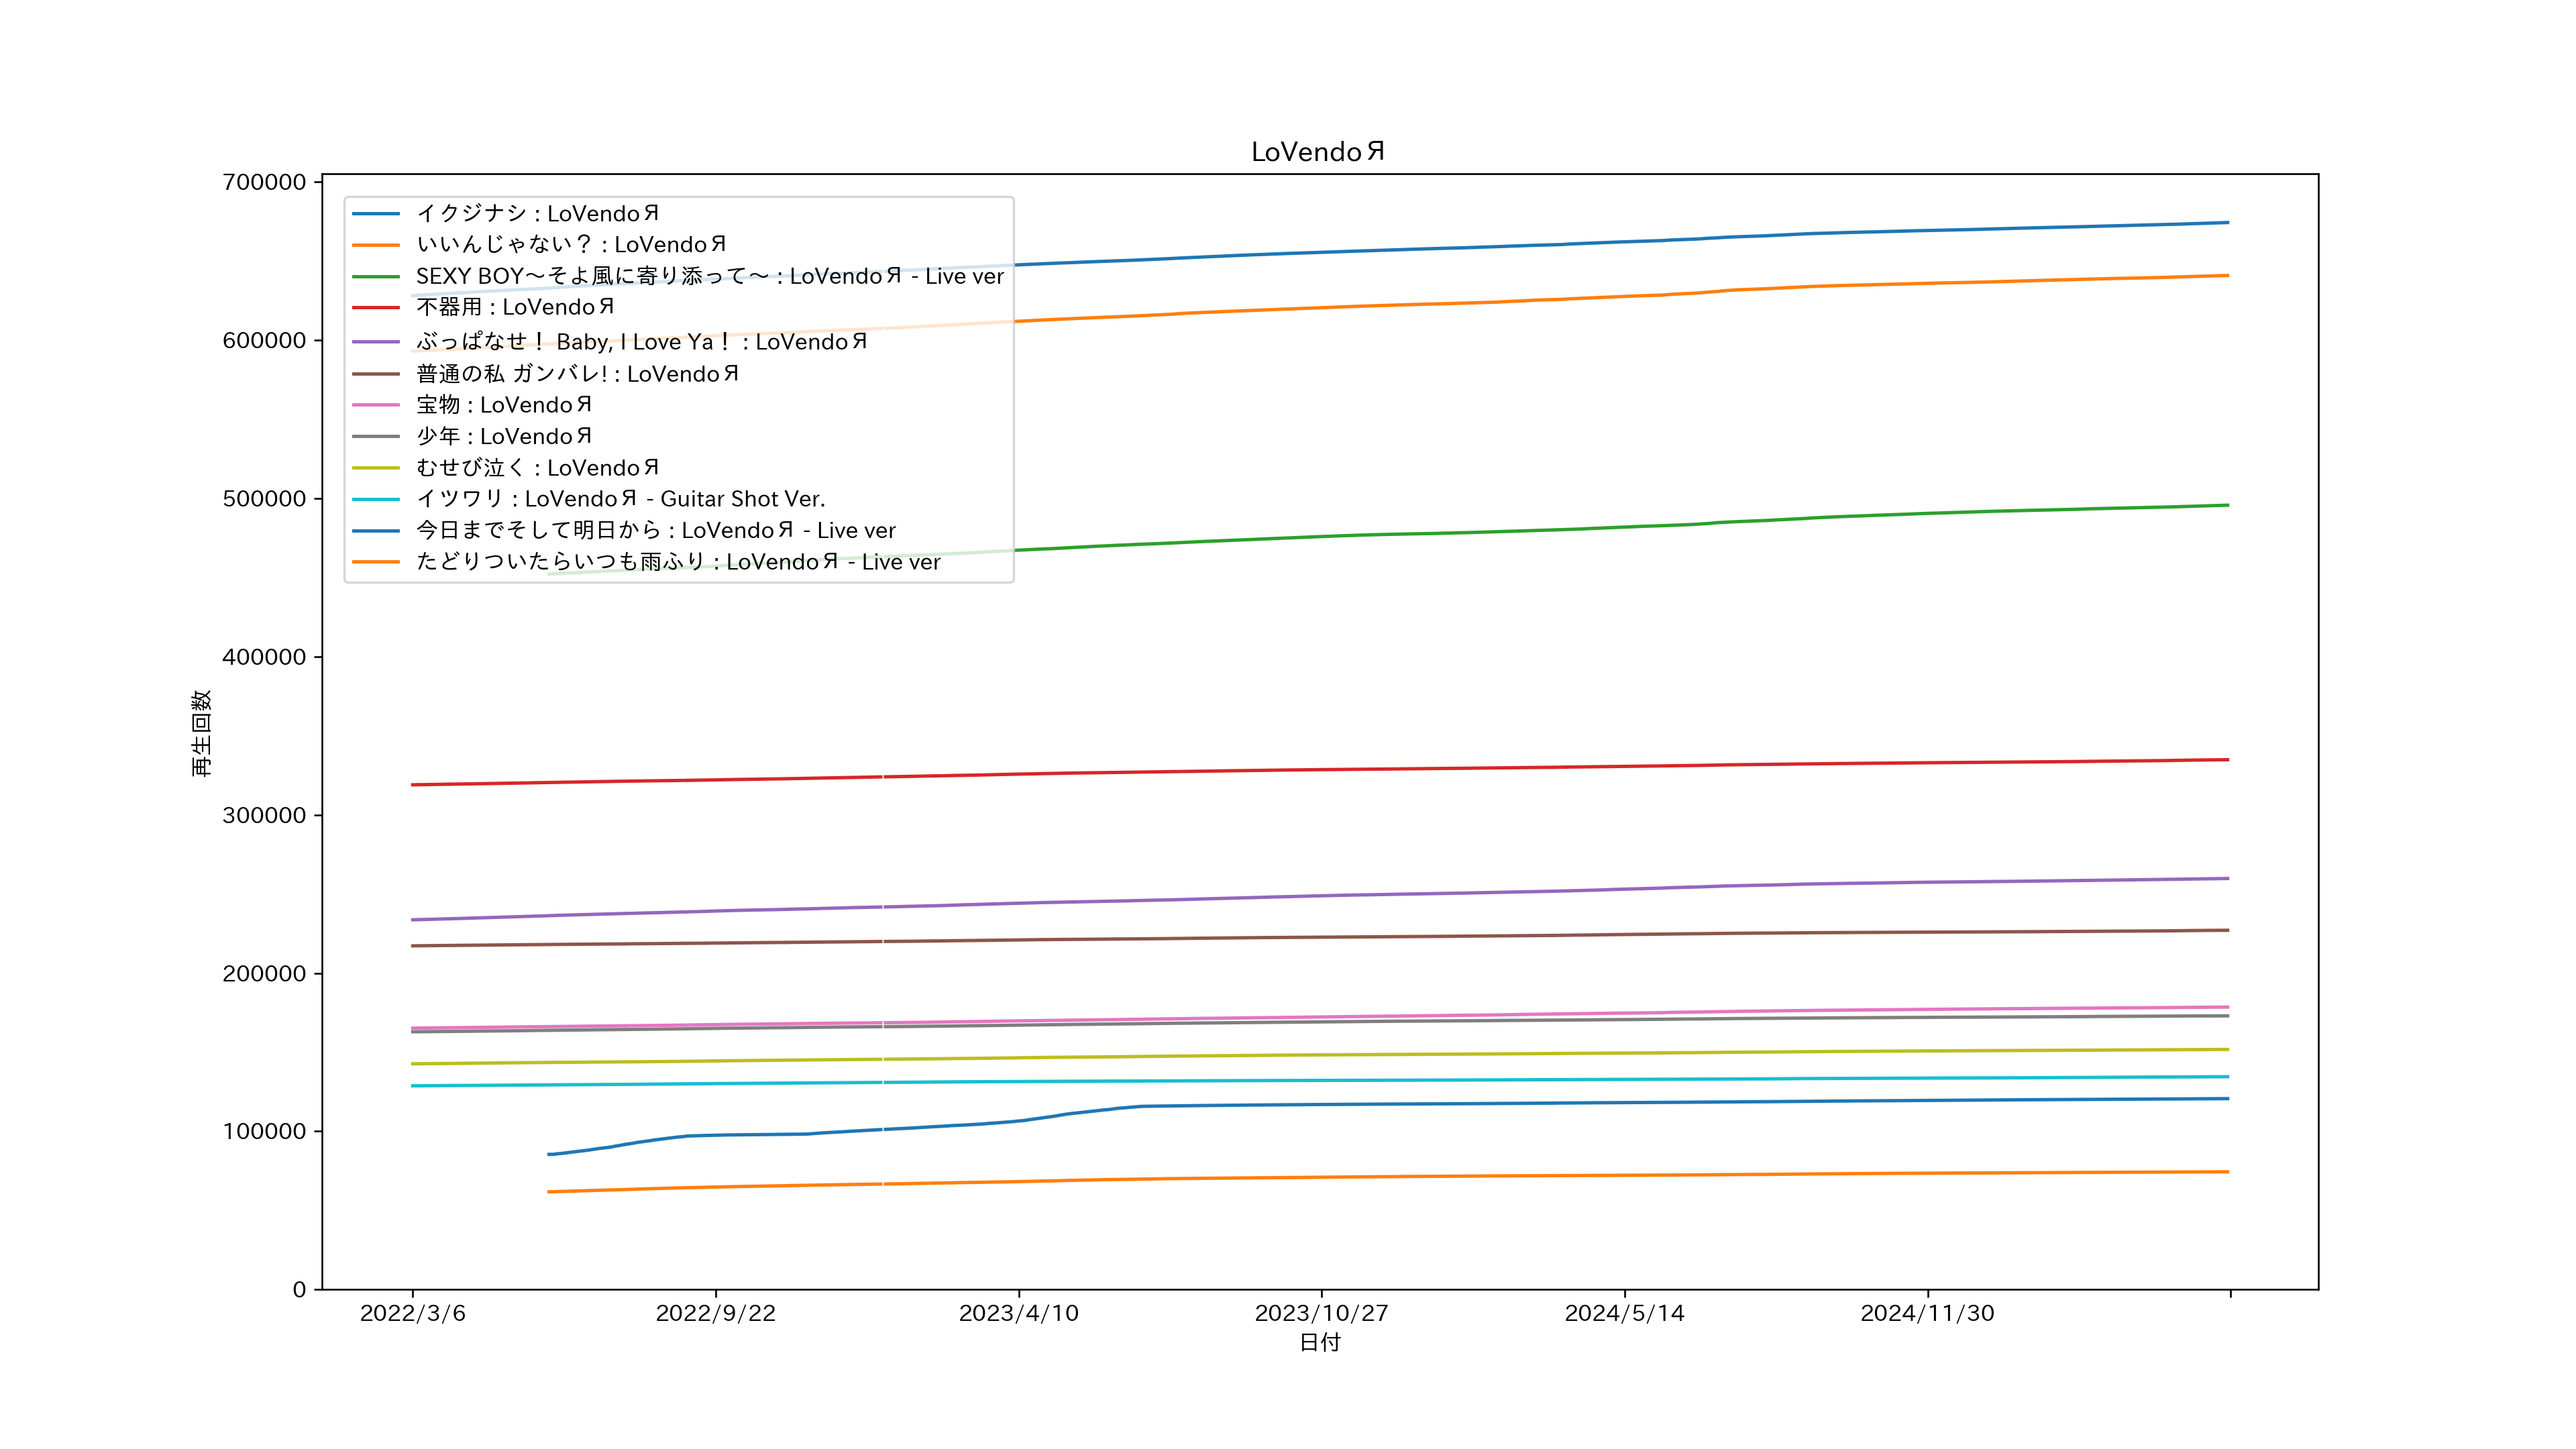 LoVendoЯ
700000
600000
500000
400000
300000
200000
100000
0
再生回数
イクジナシ : LoVendoЯ
いいんじゃない？ : LoVendoЯ
SEXY BOY～そよ風に寄り添って～ : LoVendoЯ - Live ver
不器用 : LoVendoЯ
ぶっぱなせ！ Baby, I Love Ya！ : LoVendoЯ
普通の私 ガンバレ! : LoVendoЯ
宝物 : LoVendoЯ
少年 : LoVendoЯ
むせび泣く : LoVendoЯ
イツワリ : LoVendoЯ - Guitar Shot Ver.
今日までそして明日から : LoVendoЯ - Live ver
たどりついたらいつも雨ふり : LoVendoЯ - Live ver
2022/3/6
2022/9/22
2023/4/10
2023/10/27
2024/5/14
2024/11/30
日付